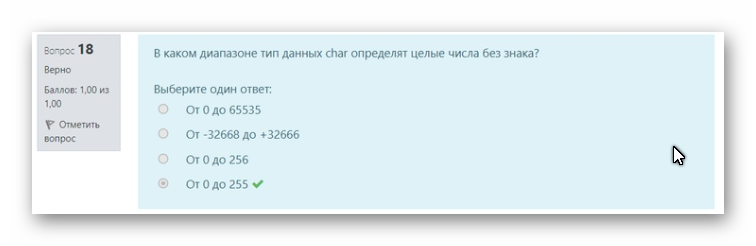 Вопрос 18
Верно
Баллов: 1,00 из
1,00
Отметить
вопрос
В каком диапазоне тип данных char определят целые числа без знака?
Выберите один ответ:
От 0 до 65535
От -32668 до +32666
От 0 до 256
От 0 до 255